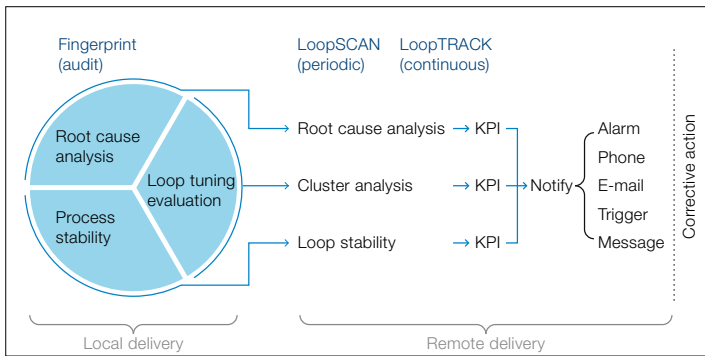 Fingerprint
(audit)
LoopSCAN
(periodic)
LoopTRACK
(continuous)
Root cause
analysis
Loop tuning
evaluation
Process
stability
Root cause analysis
KPI
Cluster analysis
KPI
Loop stability
KPI
Notify
Alarm
Phone
E-mail
Trigger
Message
Corrective action
Local delivery
Remote delivery